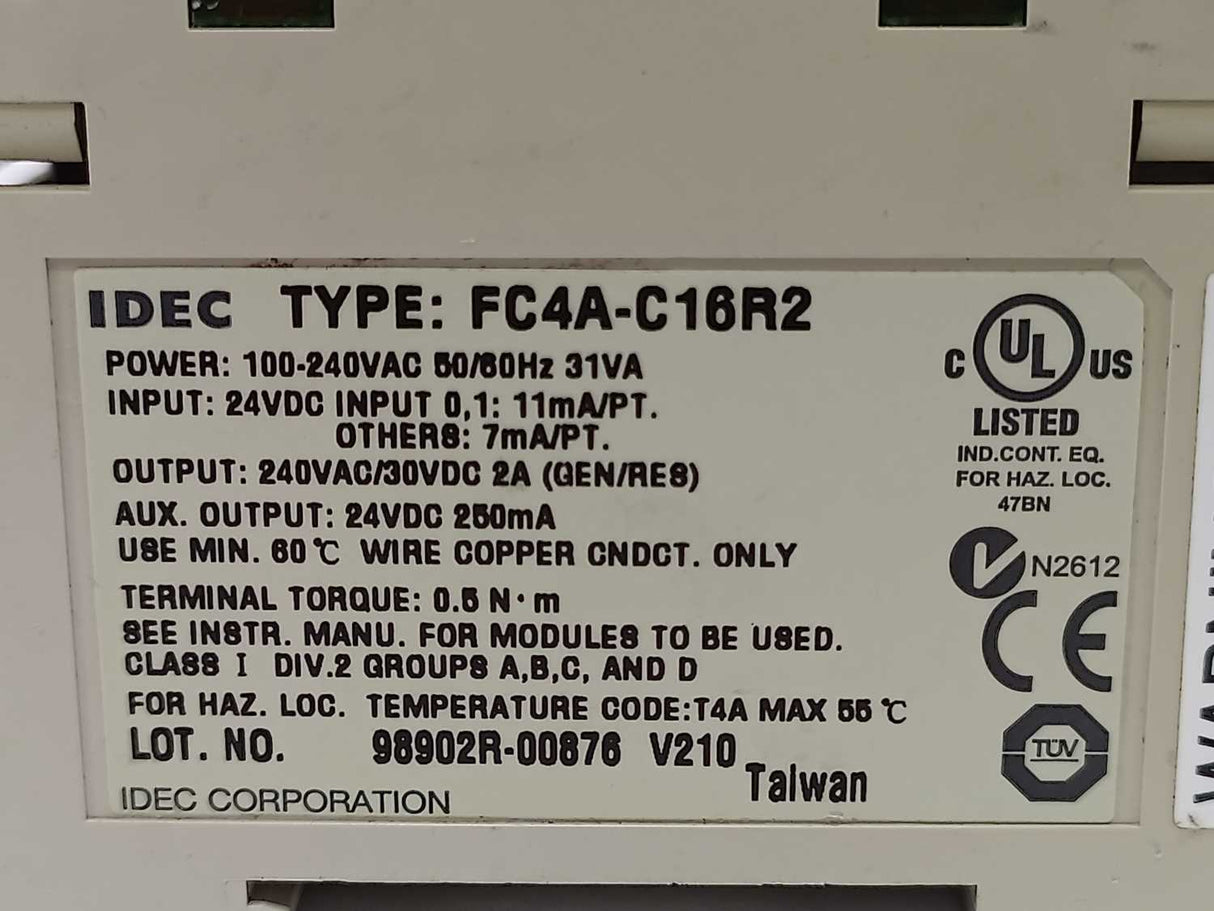 IDEC TYPE: FC4A-C16R2
POWER: 100-240VAC 50/60Hz 31VA
INPUT: 24VDC INPUT 0,1: 11mA/PT.
OTHERS: 7mA/PT.
OUTPUT: 240VAC/30VDC 2A (GEN/RES)
AUX. OUTPUT: 24VDC 250mA
USE MIN. 60℃ WIRE COPPER CNDCT. ONLY
TERMINAL TORQUE: 0.5 N·m
SEE INSTR. MANU. FOR MODULES TO BE USED.
CLASS I DIV.2 GROUPS A,B,C, AND D
FOR HAZ. LOC. TEMPERATURE CODE:T4A MAX 55℃
LOT. NO. 98902R-00876 V210
Taiwan
IDEC CORPORATION
C UL US
LISTED
IND.CONT. EQ.
FOR HAZ. LOC.
47BN
N2612
CE
TÜV